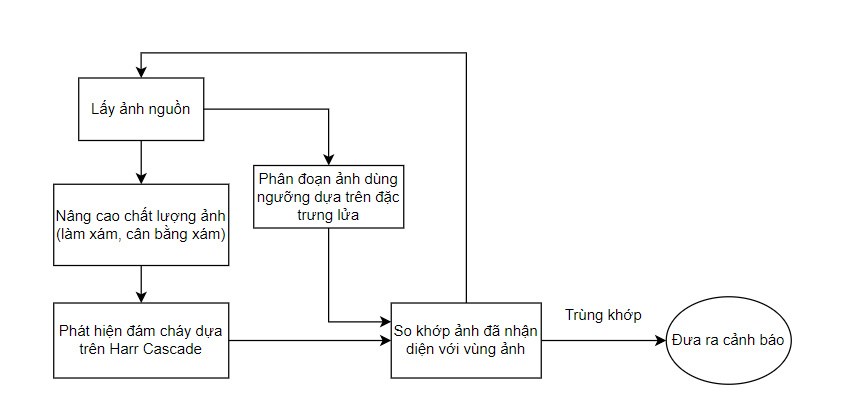 Lấy ảnh nguồn
Phân đoạn ảnh dùng
ngưỡng dựa trên đặc
trưng lửa
Nâng cao chất lượng ảnh
(làm xám, cân bằng xám)
Phát hiện đám cháy dựa
trên Harr Cascade
So khớp ảnh đã nhận
diện với vùng ảnh
Trùng khớp
Đưa ra cảnh báo